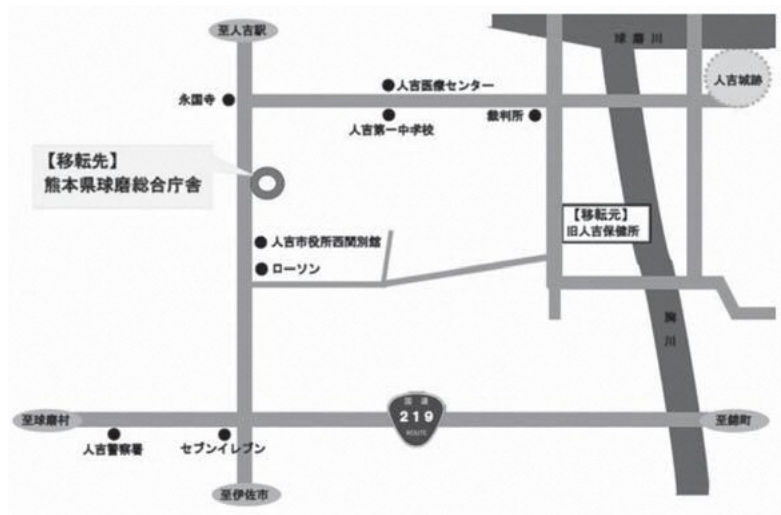 至人吉駅
球磨川
人吉城跡
人吉医療センター
永国寺
人吉第一中学校
裁判所
【移転先】
熊本県球磨総合庁舎
【移転元】
旧人吉保健所
人吉市役所西間別館
ローソン
胸川
国道
219
ROUTE
至球磨村
至錦町
人吉警察署
セブンイレブン
至伊佐市